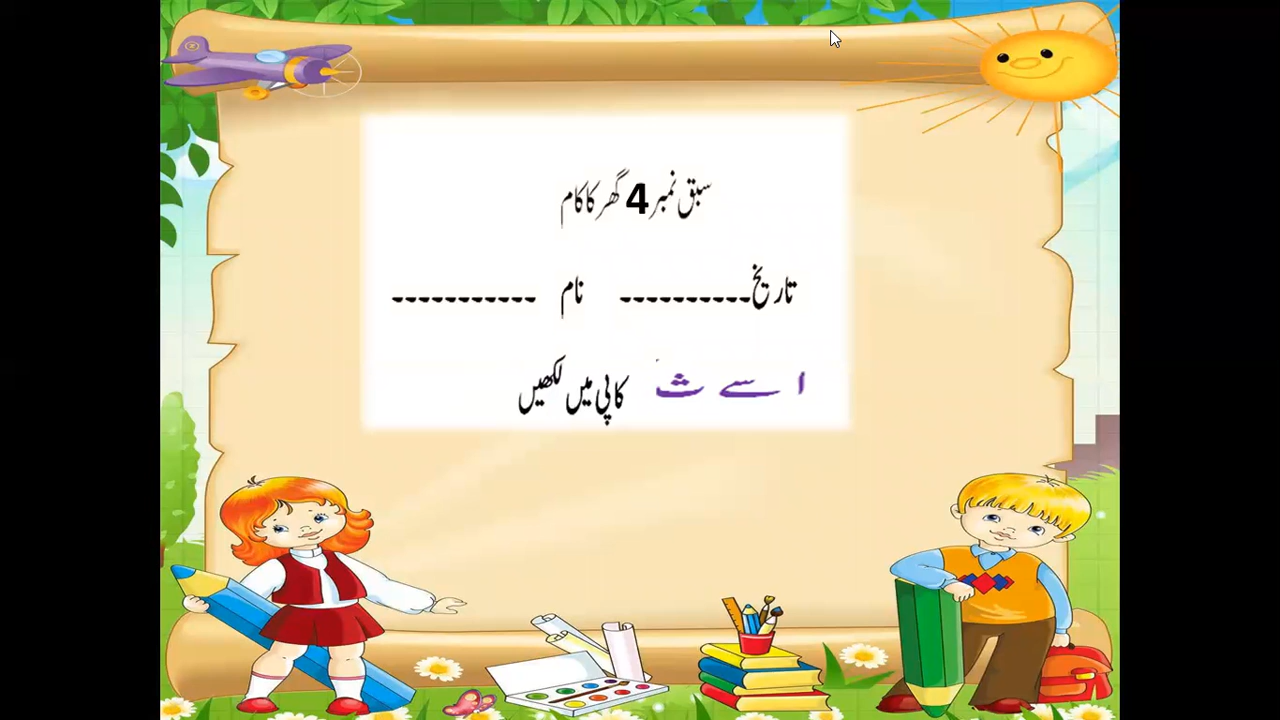 سبق نمبر 4 گھر کا کام
تاریخ---------- نام -----------
ا سے ث کاپی میں لکھیں